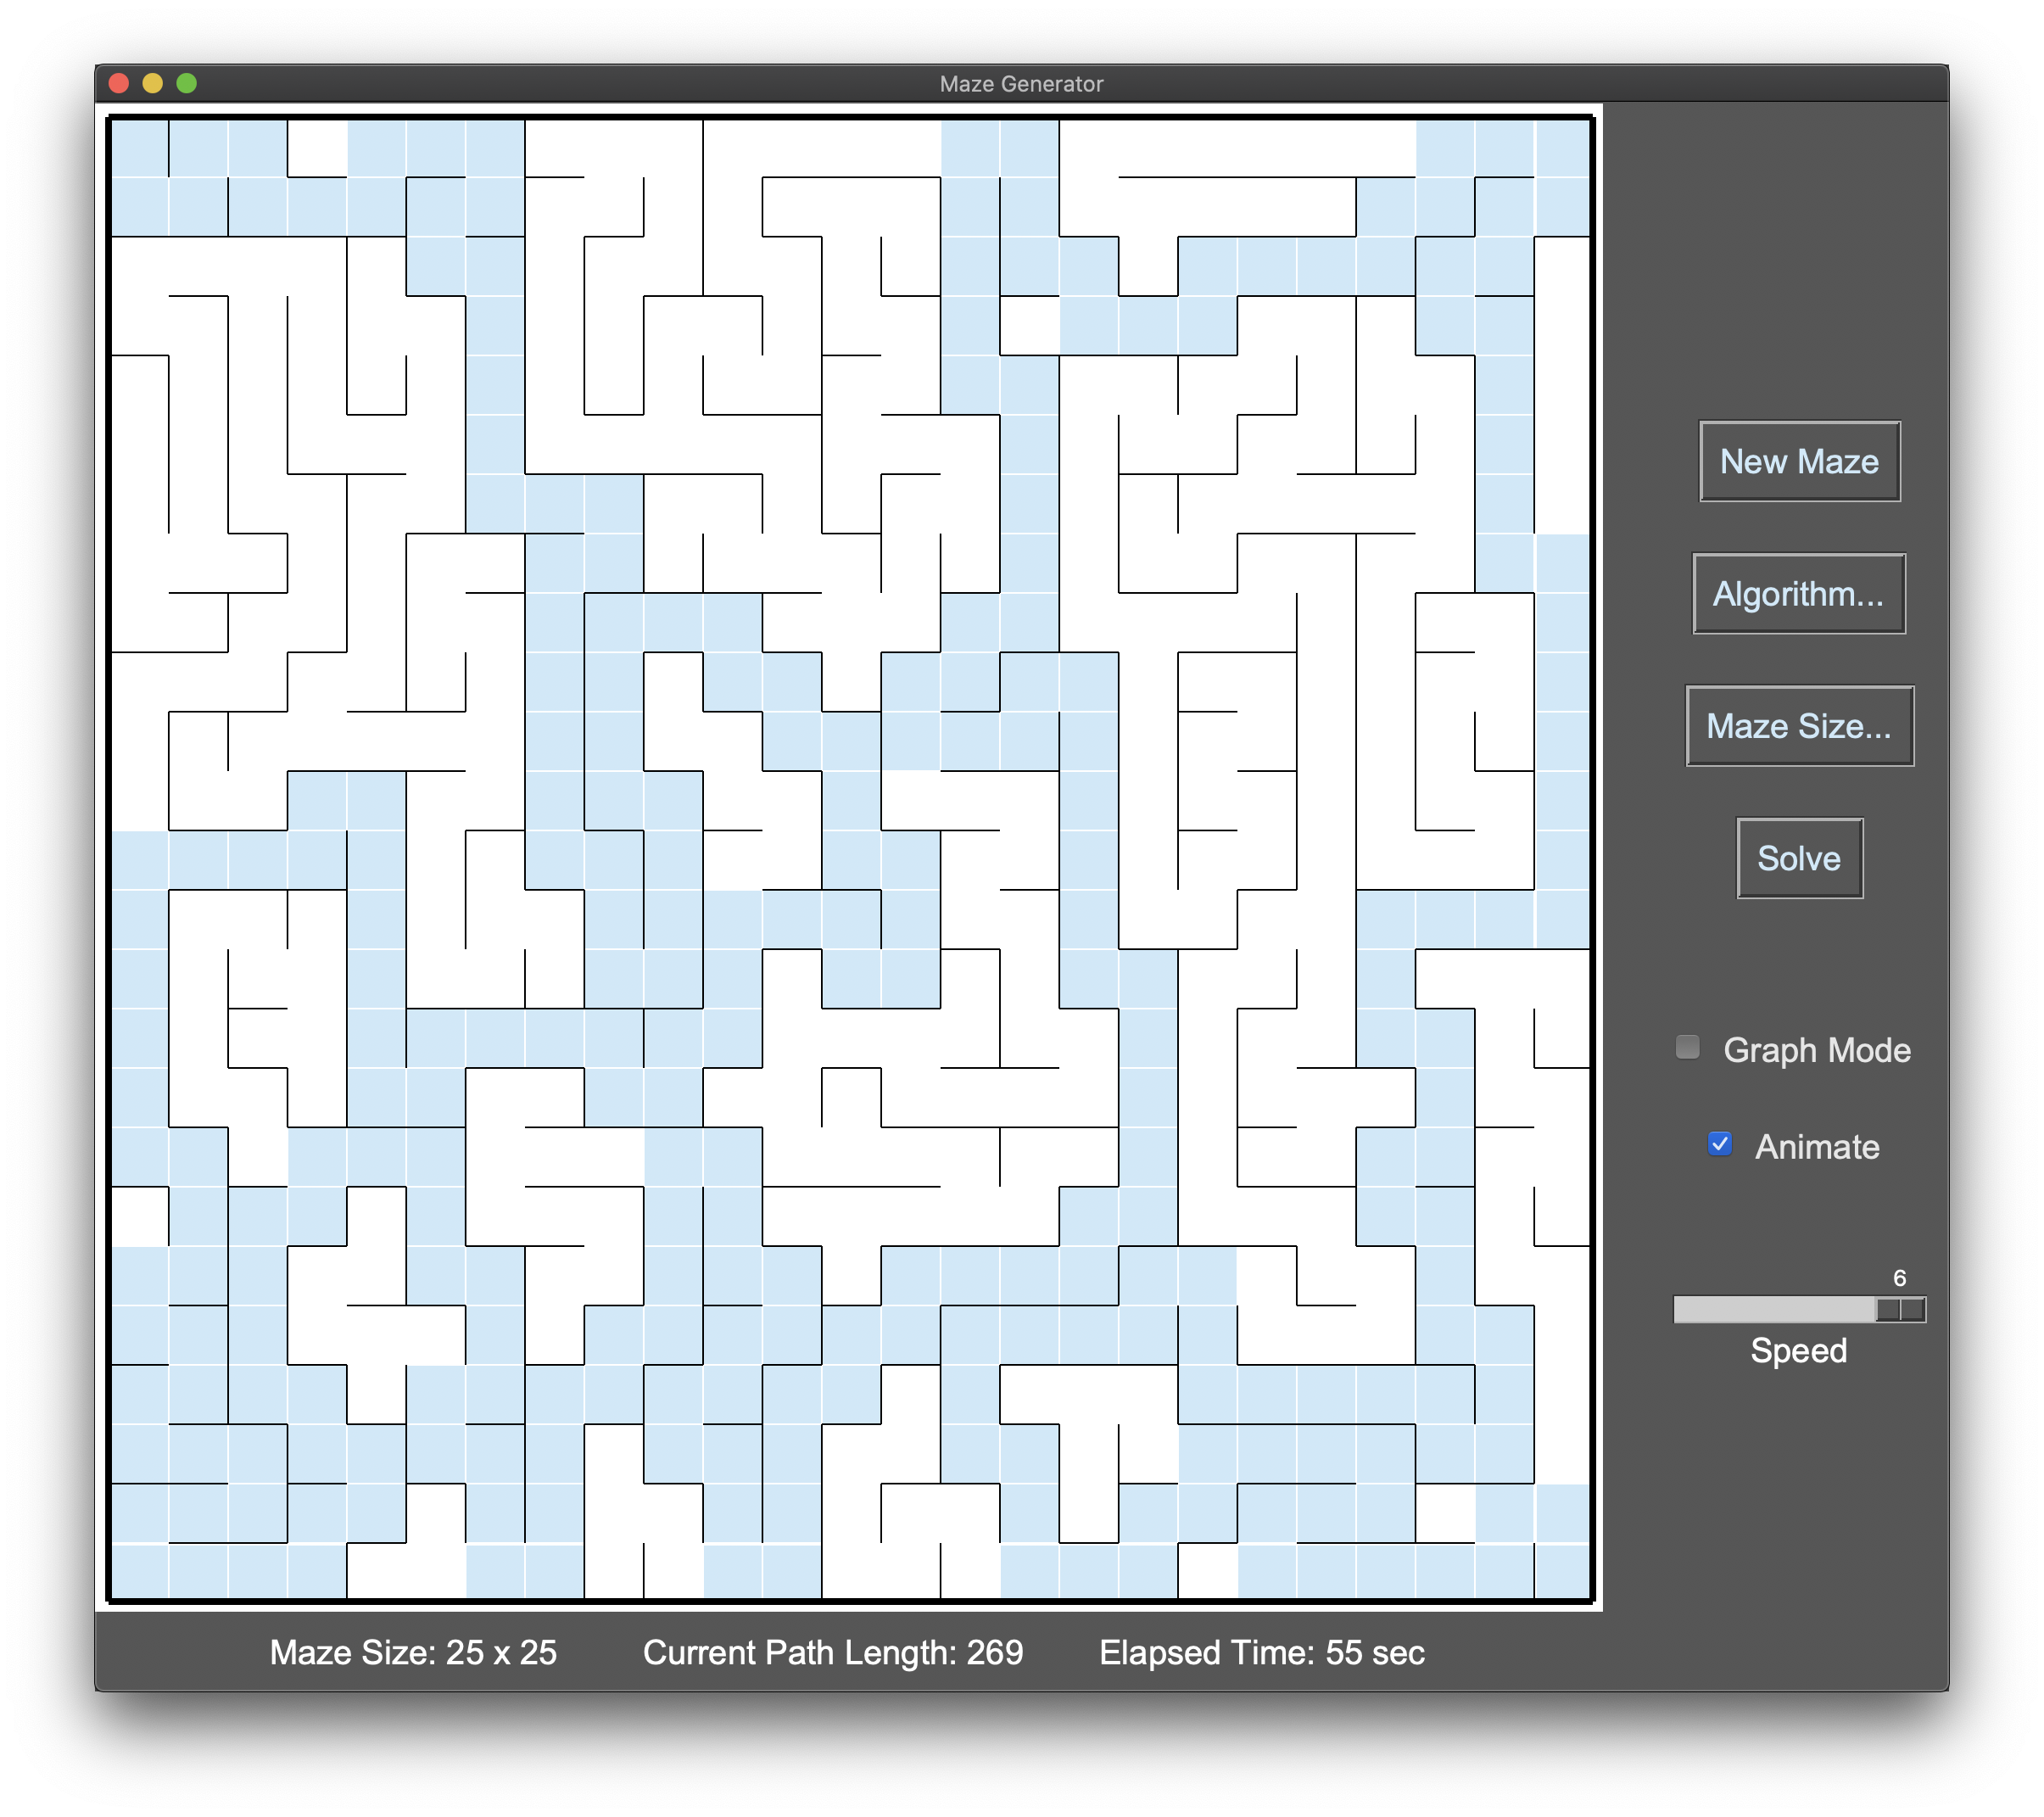 Maze Generator
New Maze
Algorithm...
Maze Size...
Solve
Graph Mode
Animate
6
Speed
Maze Size: 25 x 25 Current Path Length: 269 Elapsed Time: 55 sec